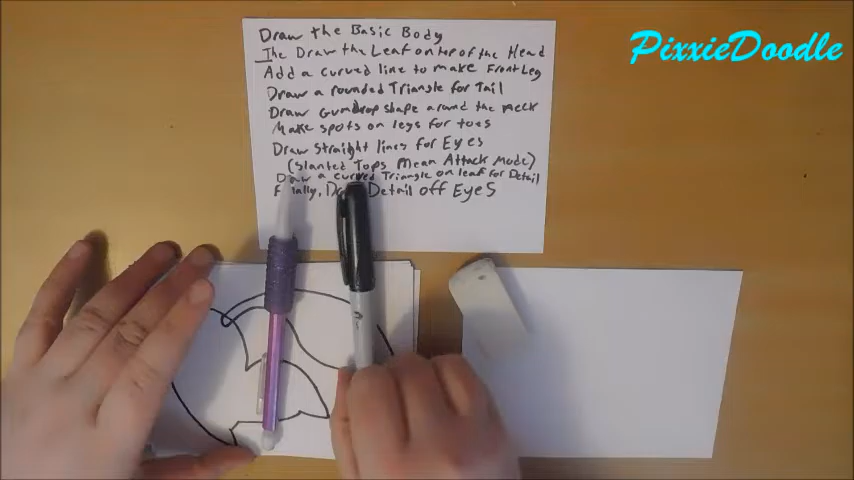 PixxieDoodle
Draw the Basic Body
The Draw the Leaf on top of the Head
Add a curved line to make Front Leg
Draw a rounded Triangle for Tail
Draw Gumdrop shape around the neck
Make spots on legs for toes
Draw Straight lines for Eyes
(Slanted Tops Mean Attack Mode)
Draw a curved Triangle on leaf for Detail
Detail off Eyes